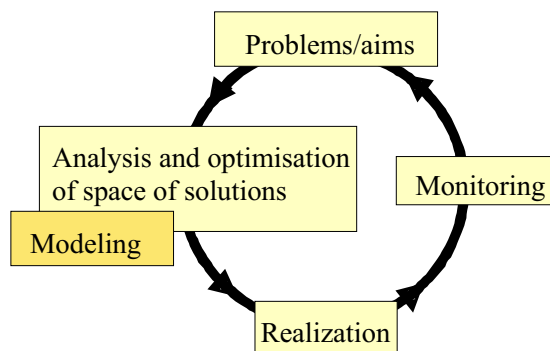 Problems/aims
Analysis and optimisation
of space of solutions
Modeling
Monitoring
Realization